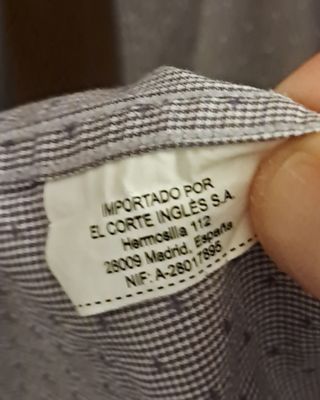 IMPORTADO POR
EL CORTE INGLÉS S.A.
Hermosilla 112
28009 Madrid, España
NIF: A-28017895